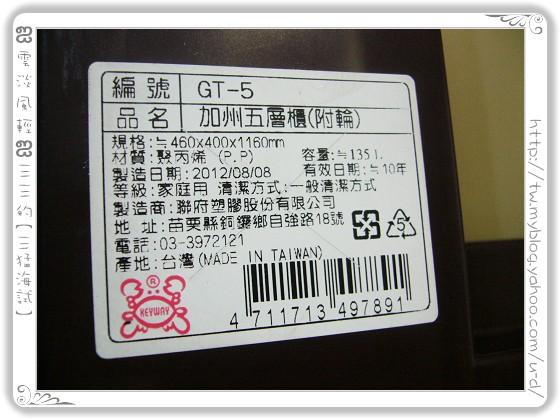 編號 GT-5
品名 加州五層櫃(附輪)
規格:≒460x400x1160mm
材質:聚丙烯 (P.P) 容量:≒135L
製造日期:2012/08/08 有效日期:≒10年
等級:家庭用 清潔方式:一般清潔方式
製造商:聯府塑膠股份有限公司
地 址:苗栗縣銅鑼鄉自強路18號
電話:03-3972121
產地:台灣(MADE IN TAIWAN)
5
KEYWAY
®
4 711713 497891
雲淡風輕 三三三的【三猛海試】
http://tw.myblog.yahoo.com/u-d/